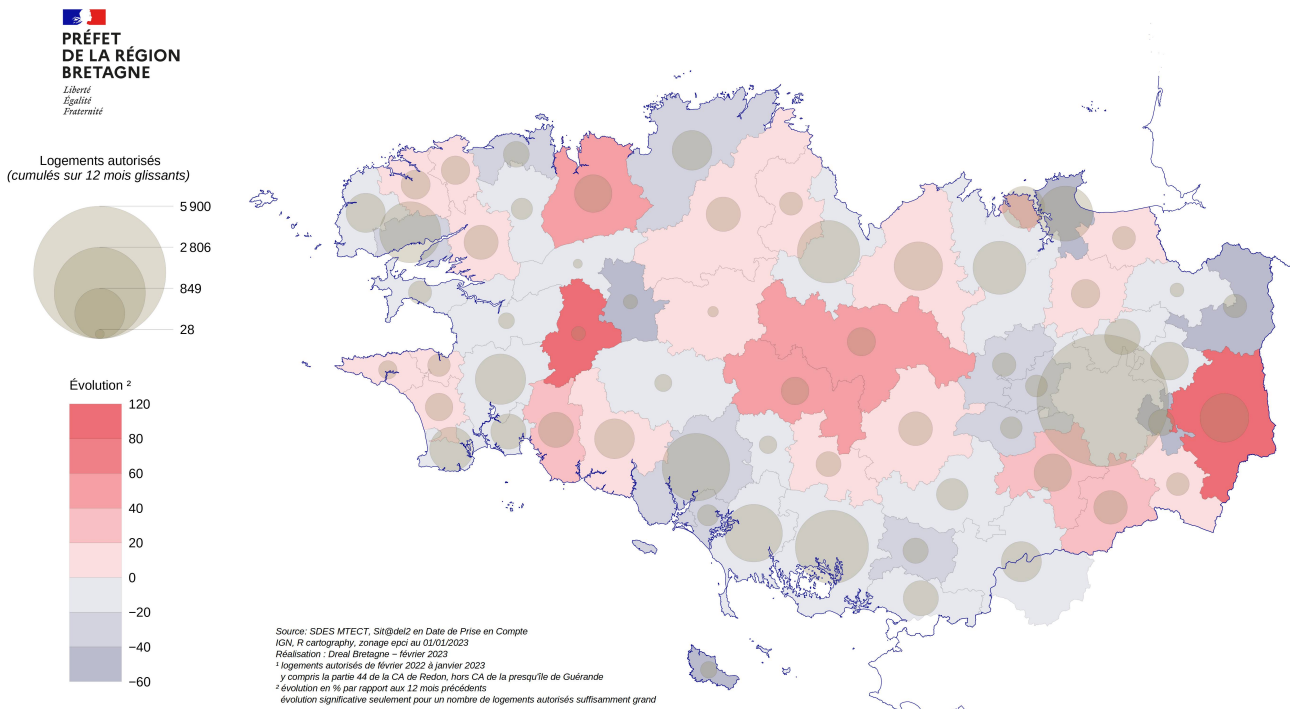 PRÉFET
DE LA RÉGION
BRETAGNE
Liberté
Égalité
Fraternité
Logements autorisés
(cumulés sur 12 mois glissants)
5 900
2 806
849
28
Évolution ²
120
80
60
40
20
0
−20
−40
−60
Source: SDES MTECT, Sit@del2 en Date de Prise en Compte
IGN, R cartography, zonage epci au 01/01/2023
Réalisation : Dreal Bretagne − février 2023
¹ logements autorisés de février 2022 à janvier 2023
y compris la partie 44 de la CA de Redon, hors CA de la presqu'île de Guérande
² évolution en % par rapport aux 12 mois précédents
évolution significative seulement pour un nombre de logements autorisés suffisamment grand